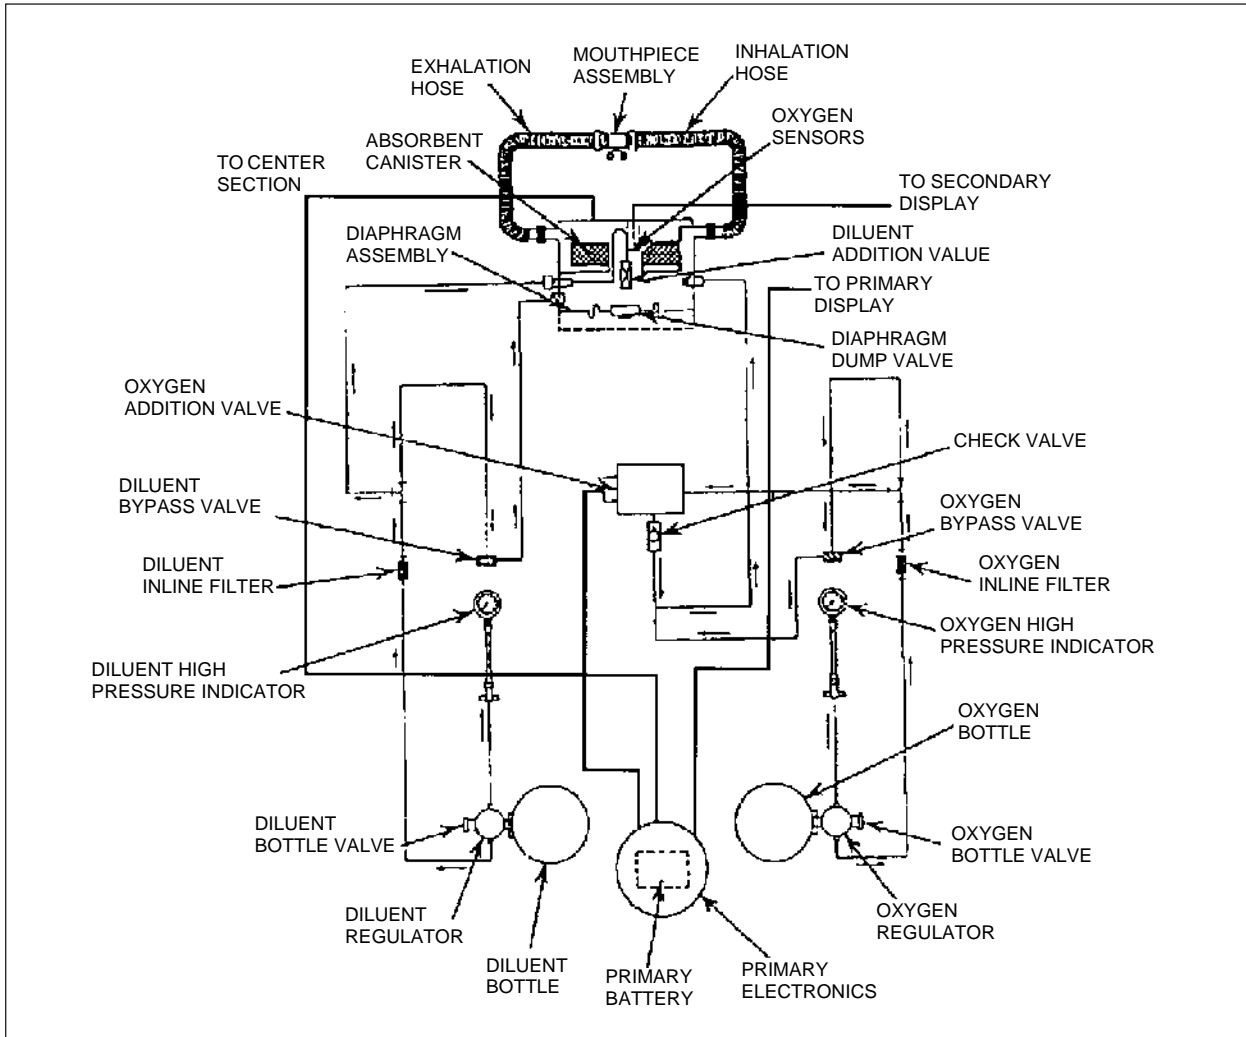 MOUTHPIECE
ASSEMBLY
INHALATION
HOSE
EXHALATION
HOSE
OXYGEN
SENSORS
ABSORBENT
CANISTER
TO CENTER
SECTION
TO SECONDARY
DISPLAY
DIAPHRAGM
ASSEMBLY
DILUENT
ADDITION VALUE
TO PRIMARY
DISPLAY
DIAPHRAGM
DUMP VALVE
OXYGEN
ADDITION VALVE
CHECK VALVE
DILUENT
BYPASS VALVE
OXYGEN
BYPASS VALVE
DILUENT
INLINE FILTER
OXYGEN
INLINE FILTER
OXYGEN HIGH
PRESSURE INDICATOR
DILUENT HIGH
PRESSURE INDICATOR
OXYGEN
BOTTLE
DILUENT
BOTTLE VALVE
OXYGEN
BOTTLE VALVE
DILUENT
REGULATOR
OXYGEN
REGULATOR
DILUENT
BOTTLE
PRIMARY
BATTERY
PRIMARY
ELECTRONICS